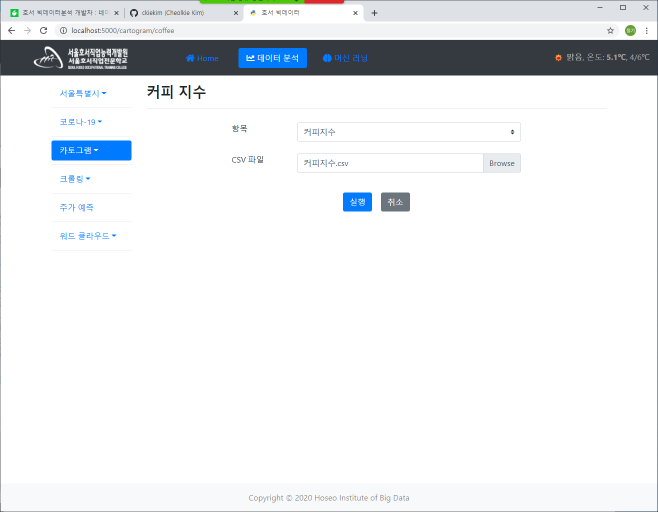 호서 빅데이터분석 개발자 : 네이
ckiekim (Cheolkie Kim)
호서 빅데이터
localhost:5000/cartogram/coffee
서울호서직업능력개발원
서울호서직업전문학교
Home
데이터 분석
머신 러닝
맑음, 온도: 5.1℃, 4/6℃
서울특별시
코로나-19
카토그램
크롤링
주가 예측
워드 클라우드
커피 지수
항목
커피지수
CSV 파일
커피지수.csv
Browse
실행
취소
Copyright © 2020 Hoseo Institute of Big Data